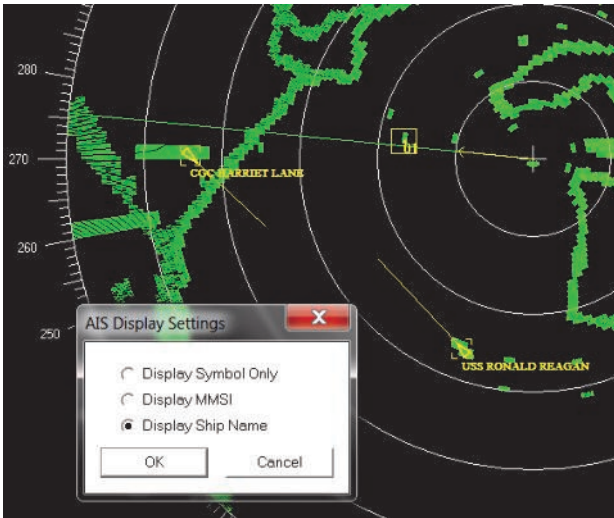 280
270
260
250
01
CGC HARRIET LANE
USS RONALD REAGAN
AIS Display Settings
X
Display Symbol Only
Display MMSI
Display Ship Name
OK
Cancel